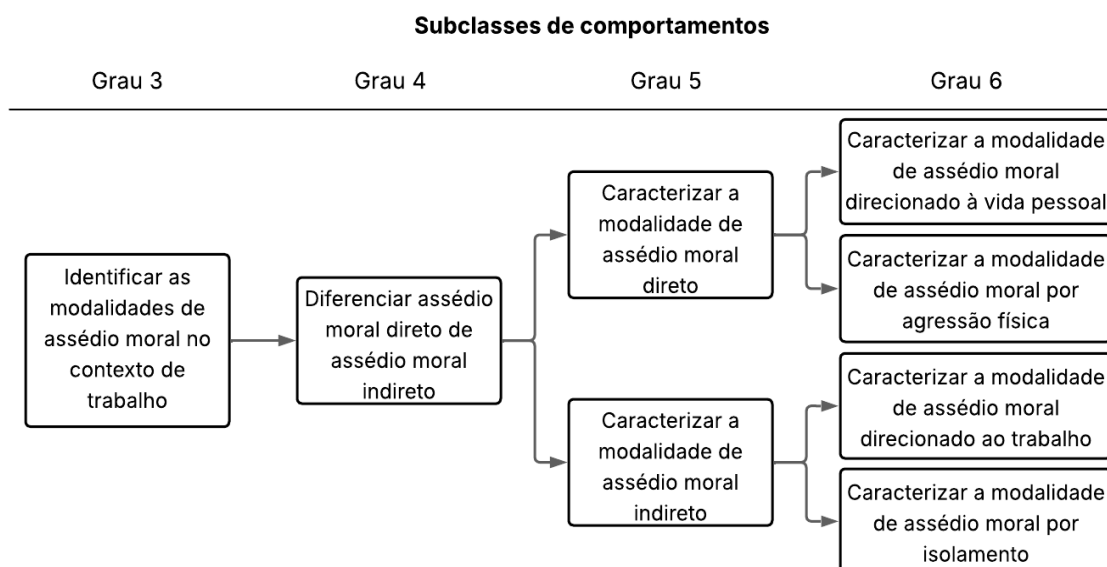 Subclasses de comportamentos
Grau 3
Grau 4
Grau 5
Grau 6
Identificar as
modalidades de
assédio moral no
contexto de
trabalho
Diferenciar assédio
moral direto de
assédio moral
indireto
Caracterizar a
modalidade de
assédio moral
direto
Caracterizar a
modalidade de
assédio moral
indireto
Caracterizar a modalidade
de assédio moral
direcionado à vida pessoal
Caracterizar a modalidade
de assédio moral por
agressão física
Caracterizar a modalidade
de assédio moral
direcionado ao trabalho
Caracterizar a modalidade
de assédio moral por
isolamento